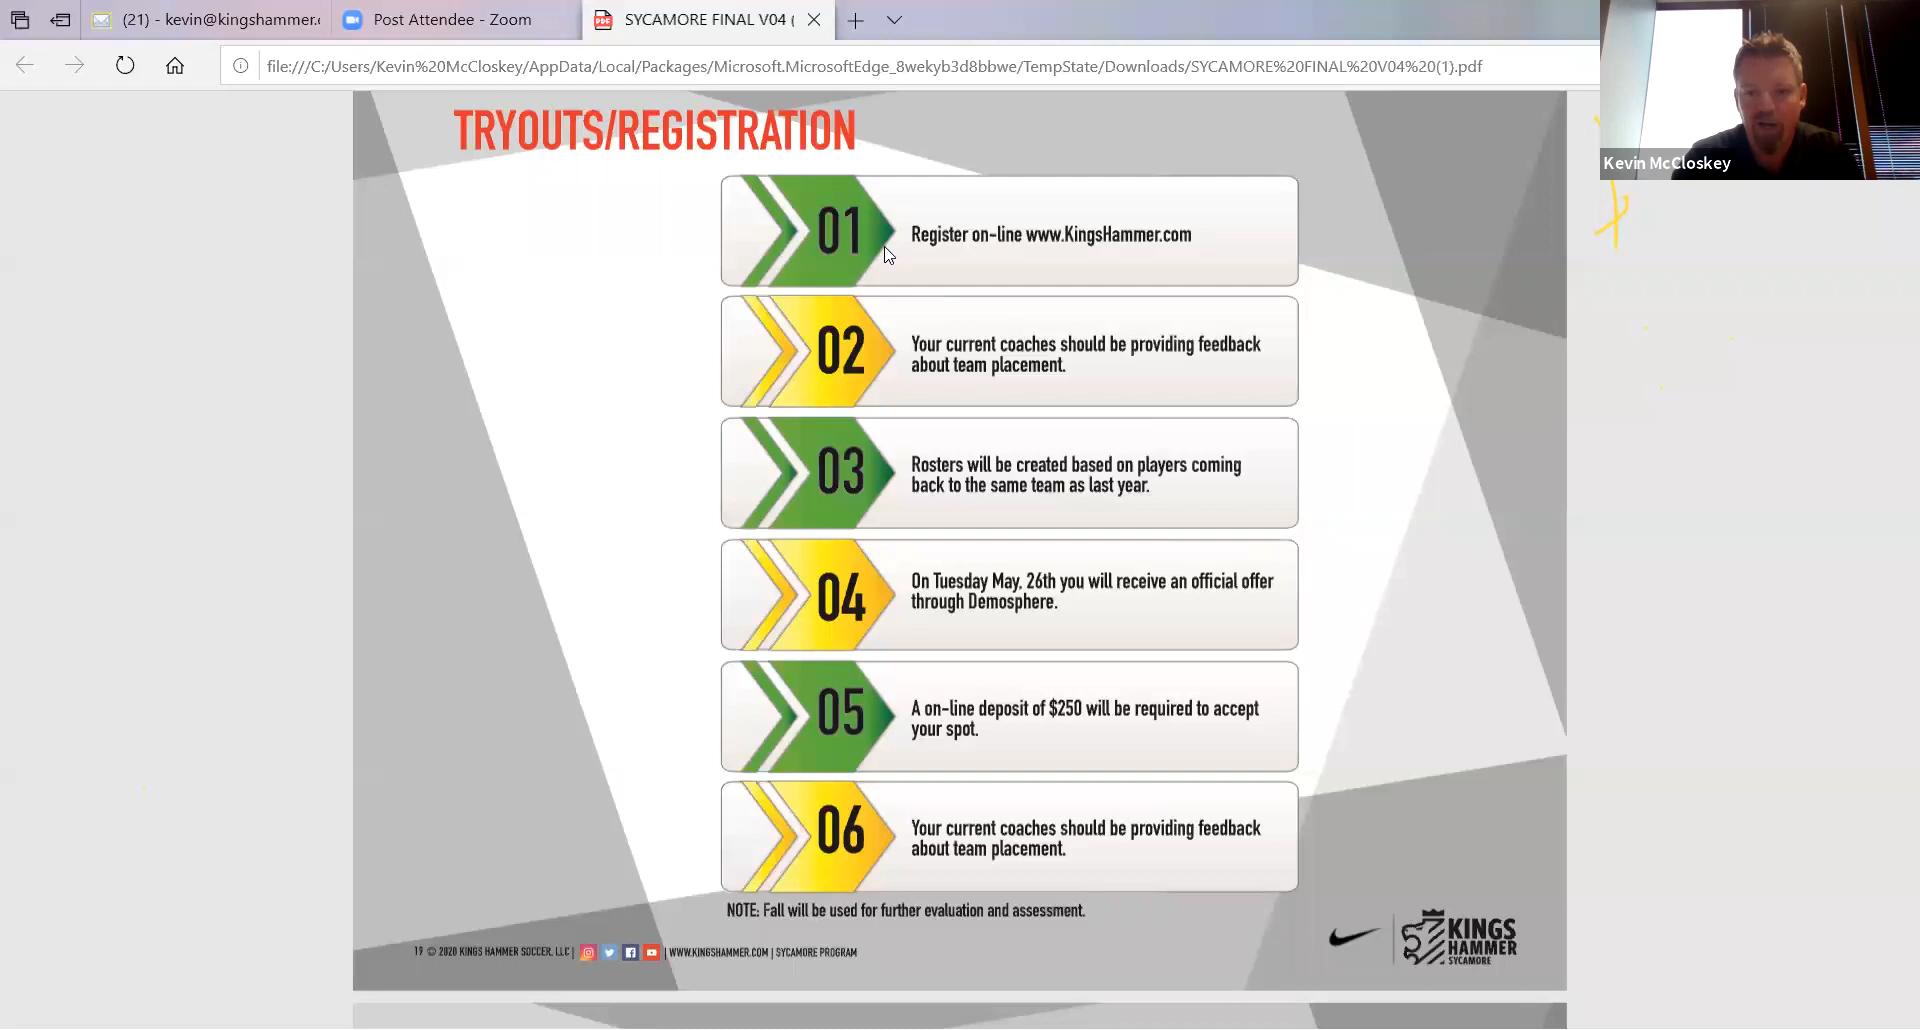 (21) - kevin@kingshammer.c
Post Attendee - Zoom
SYCAMORE FINAL V04 (
file:///C:/Users/Kevin%20McCloskey/AppData/Local/Packages/Microsoft.MicrosoftEdge_8wekyb3d8bbwe/TempState/Downloads/SYCAMORE%20FINAL%20V04%20(1).pdf
Kevin McCloskey
TRYOUTS/REGISTRATION
01
Register on-line www.KingsHammer.com
02
Your current coaches should be providing feedback
about team placement.
03
Rosters will be created based on players coming
back to the same team as last year.
04
On Tuesday May, 26th you will receive an official offer
through Demosphere.
05
A on-line deposit of $250 will be required to accept
your spot.
06
Your current coaches should be providing feedback
about team placement.
NOTE: Fall will be used for further evaluation and assessment.
19 © 2020 KINGS HAMMER SOCCER, LLC | | WWW.KINGSHAMMER.COM | SYCAMORE PROGRAM
KINGS
HAMMER
SYCAMORE